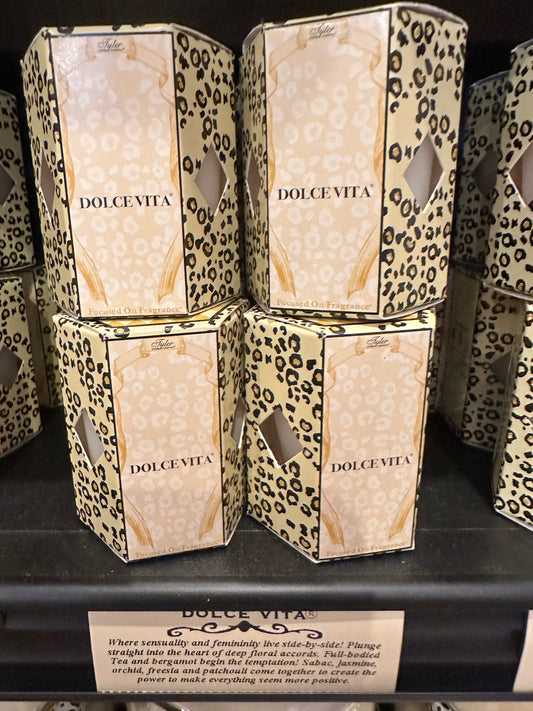 Tyler
DOLCE VITA®
Focused On Fragrance®
Tyler
DOLCE VITA®
Focused On Fragrance®
Tyler
DOLCE VITA®
Focused On Fragrance
Tyler
DOLCE VITA®
Focused On Fragrance
DOLCE VITA®
Where sensuality and femininity live side-by-side! Plunge
straight into the heart of deep floral accords. Full-bodied
Tea and bergamot begin the temptation! Sabac, Jasmine,
orchid, freesia and patchouli come together to create the
power to make everything seem more positive.